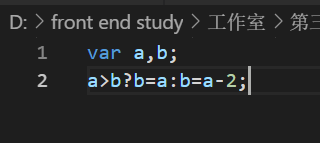 D: > front end study > 工作室 > 第三
1 var a,b;
2 a>b?b=a:b=a-2;